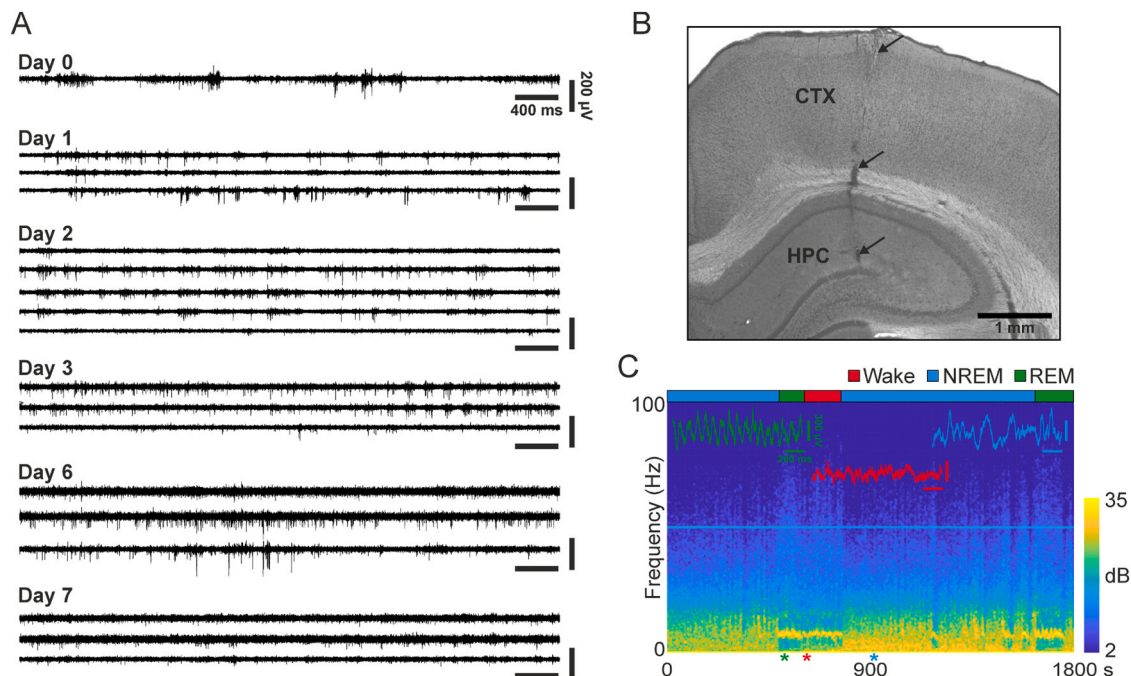 A
Day 0
400 ms
200 µV
Day 1
Day 2
Day 3
Day 6
Day 7
B
CTX
HPC
1 mm
C
Wake NREM REM
100
Frequency (Hz)
0
35
dB
2
0 900 1800 s
* * *